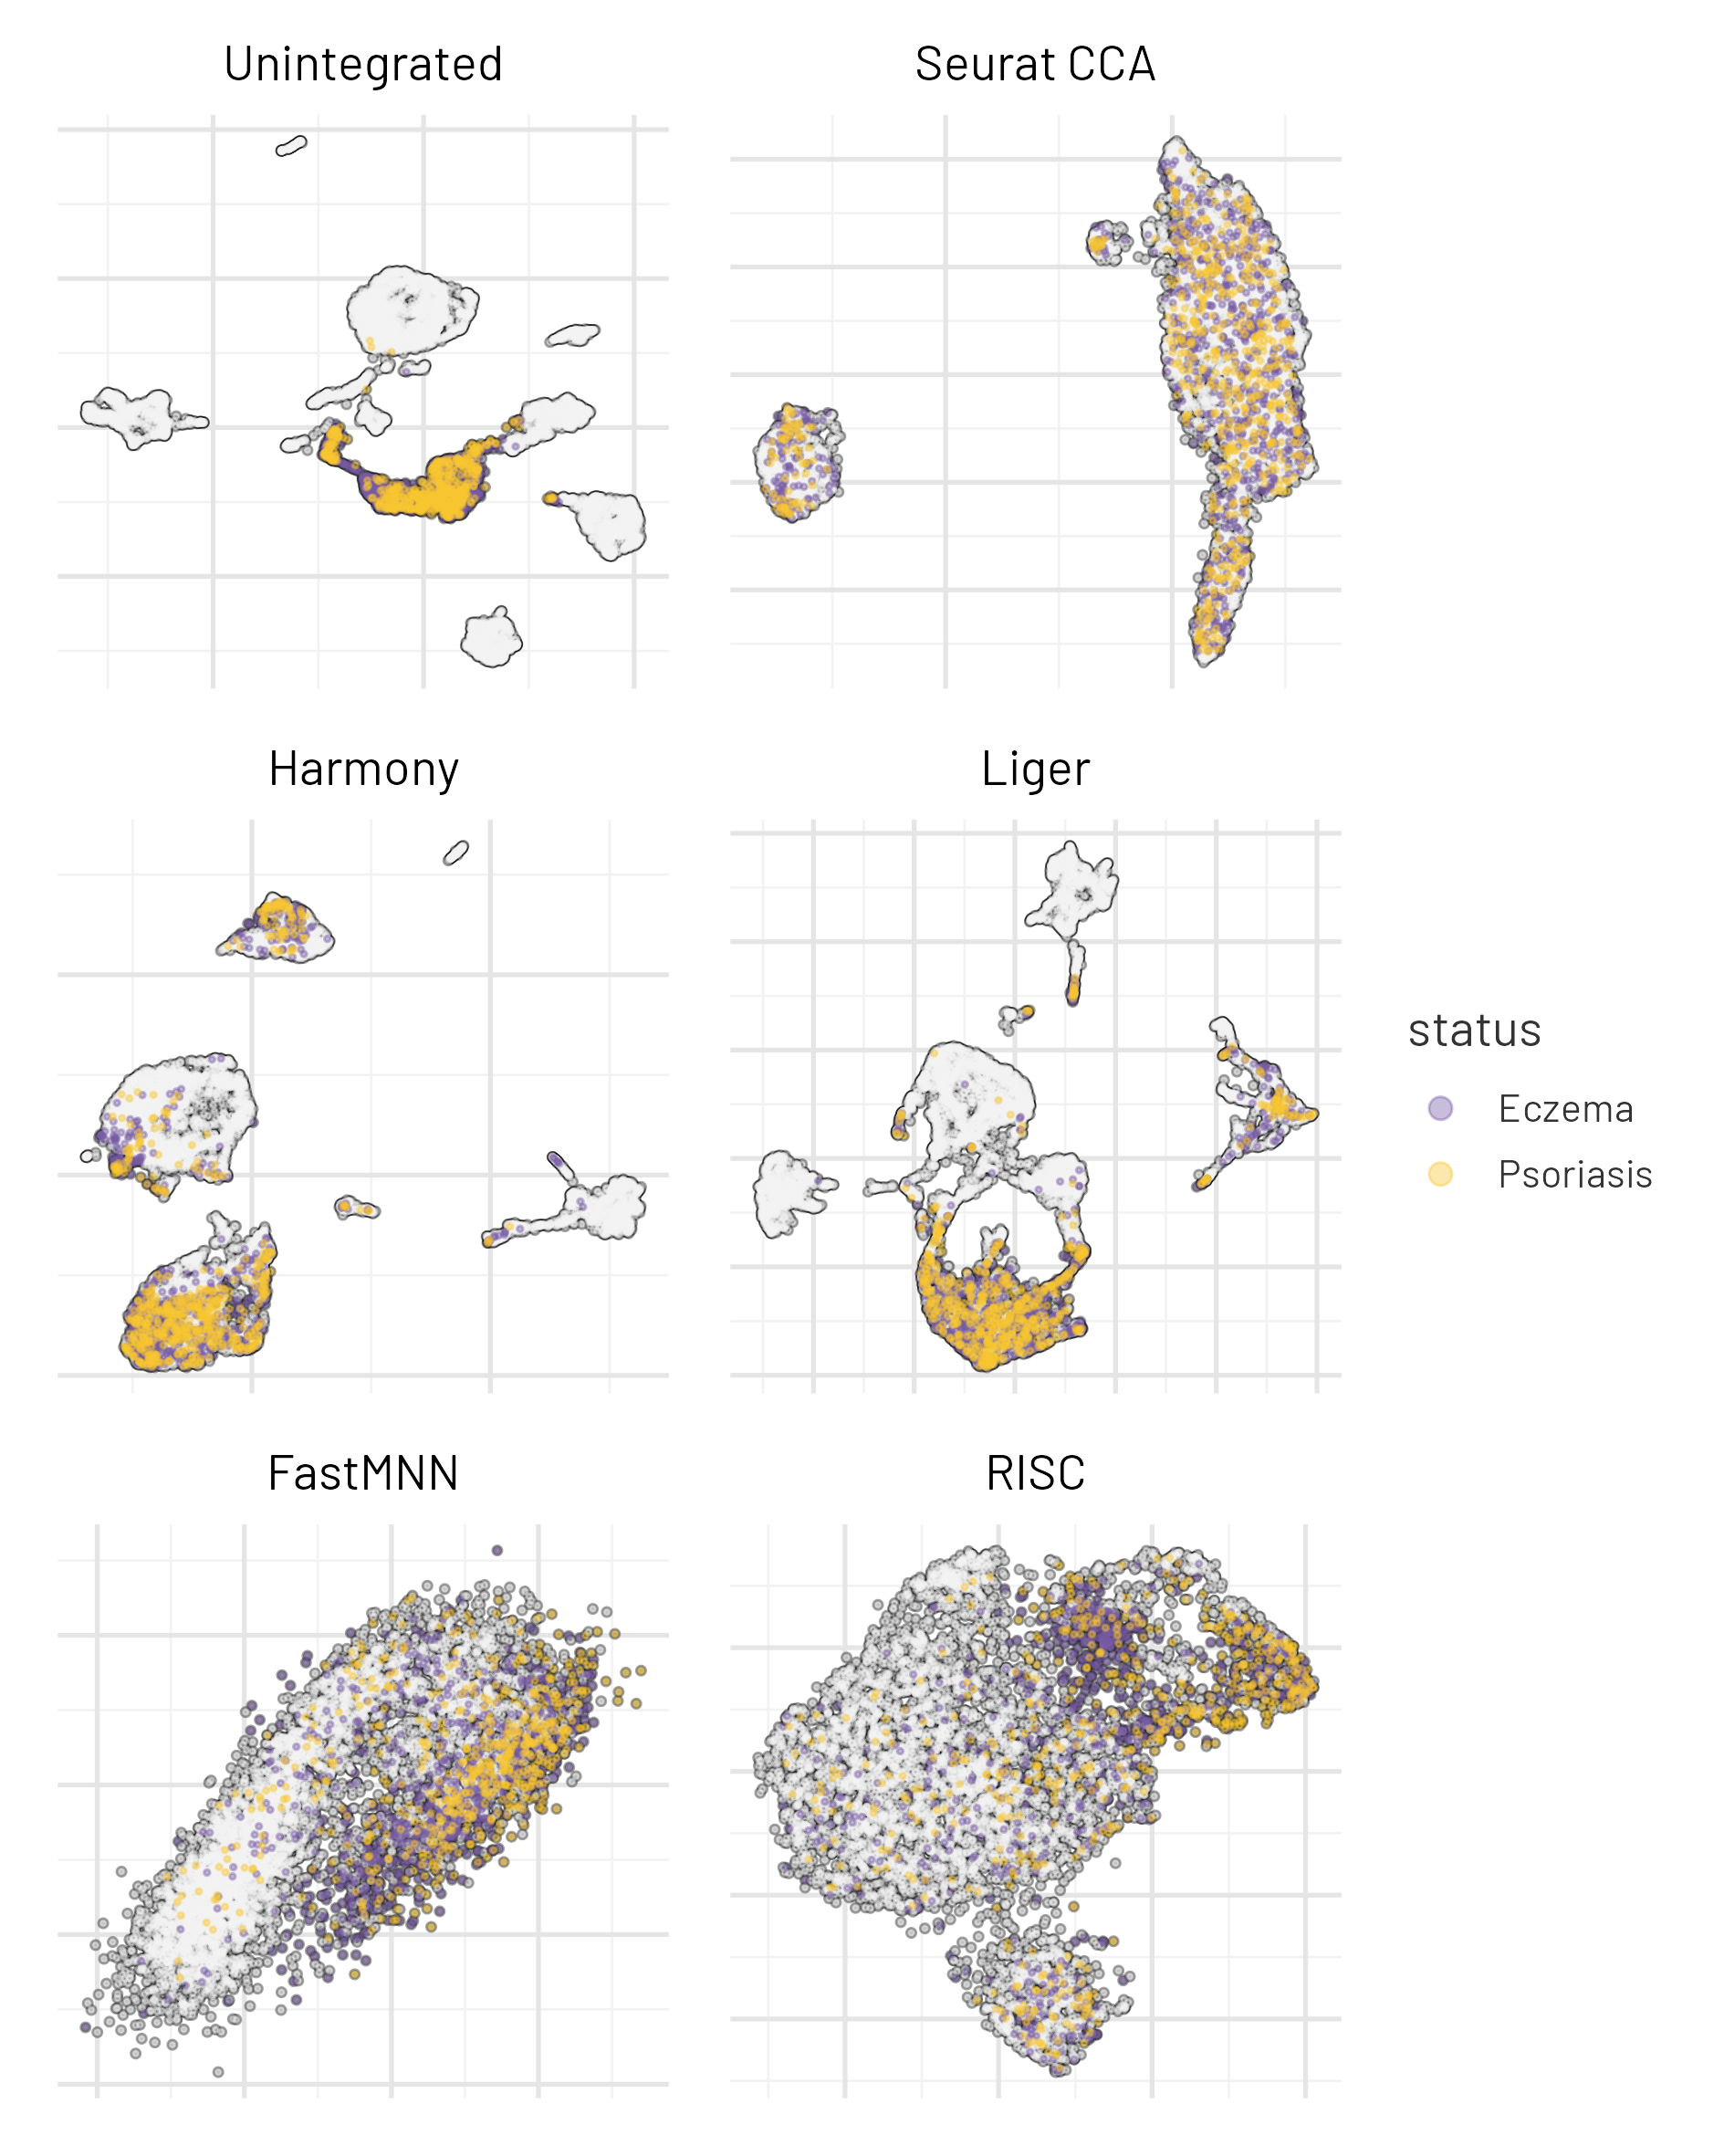 Unintegrated
Seurat CCA
Harmony
Liger
status
Eczema
Psoriasis
FastMNN
RISC